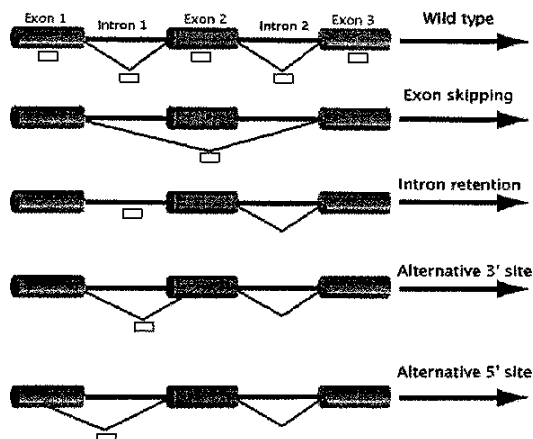 Exon 1 Intron 1 Exon 2 Intron 2 Exon 3 Wild type
Exon skipping
Intron retention
Alternative 3' site
Alternative 5' site